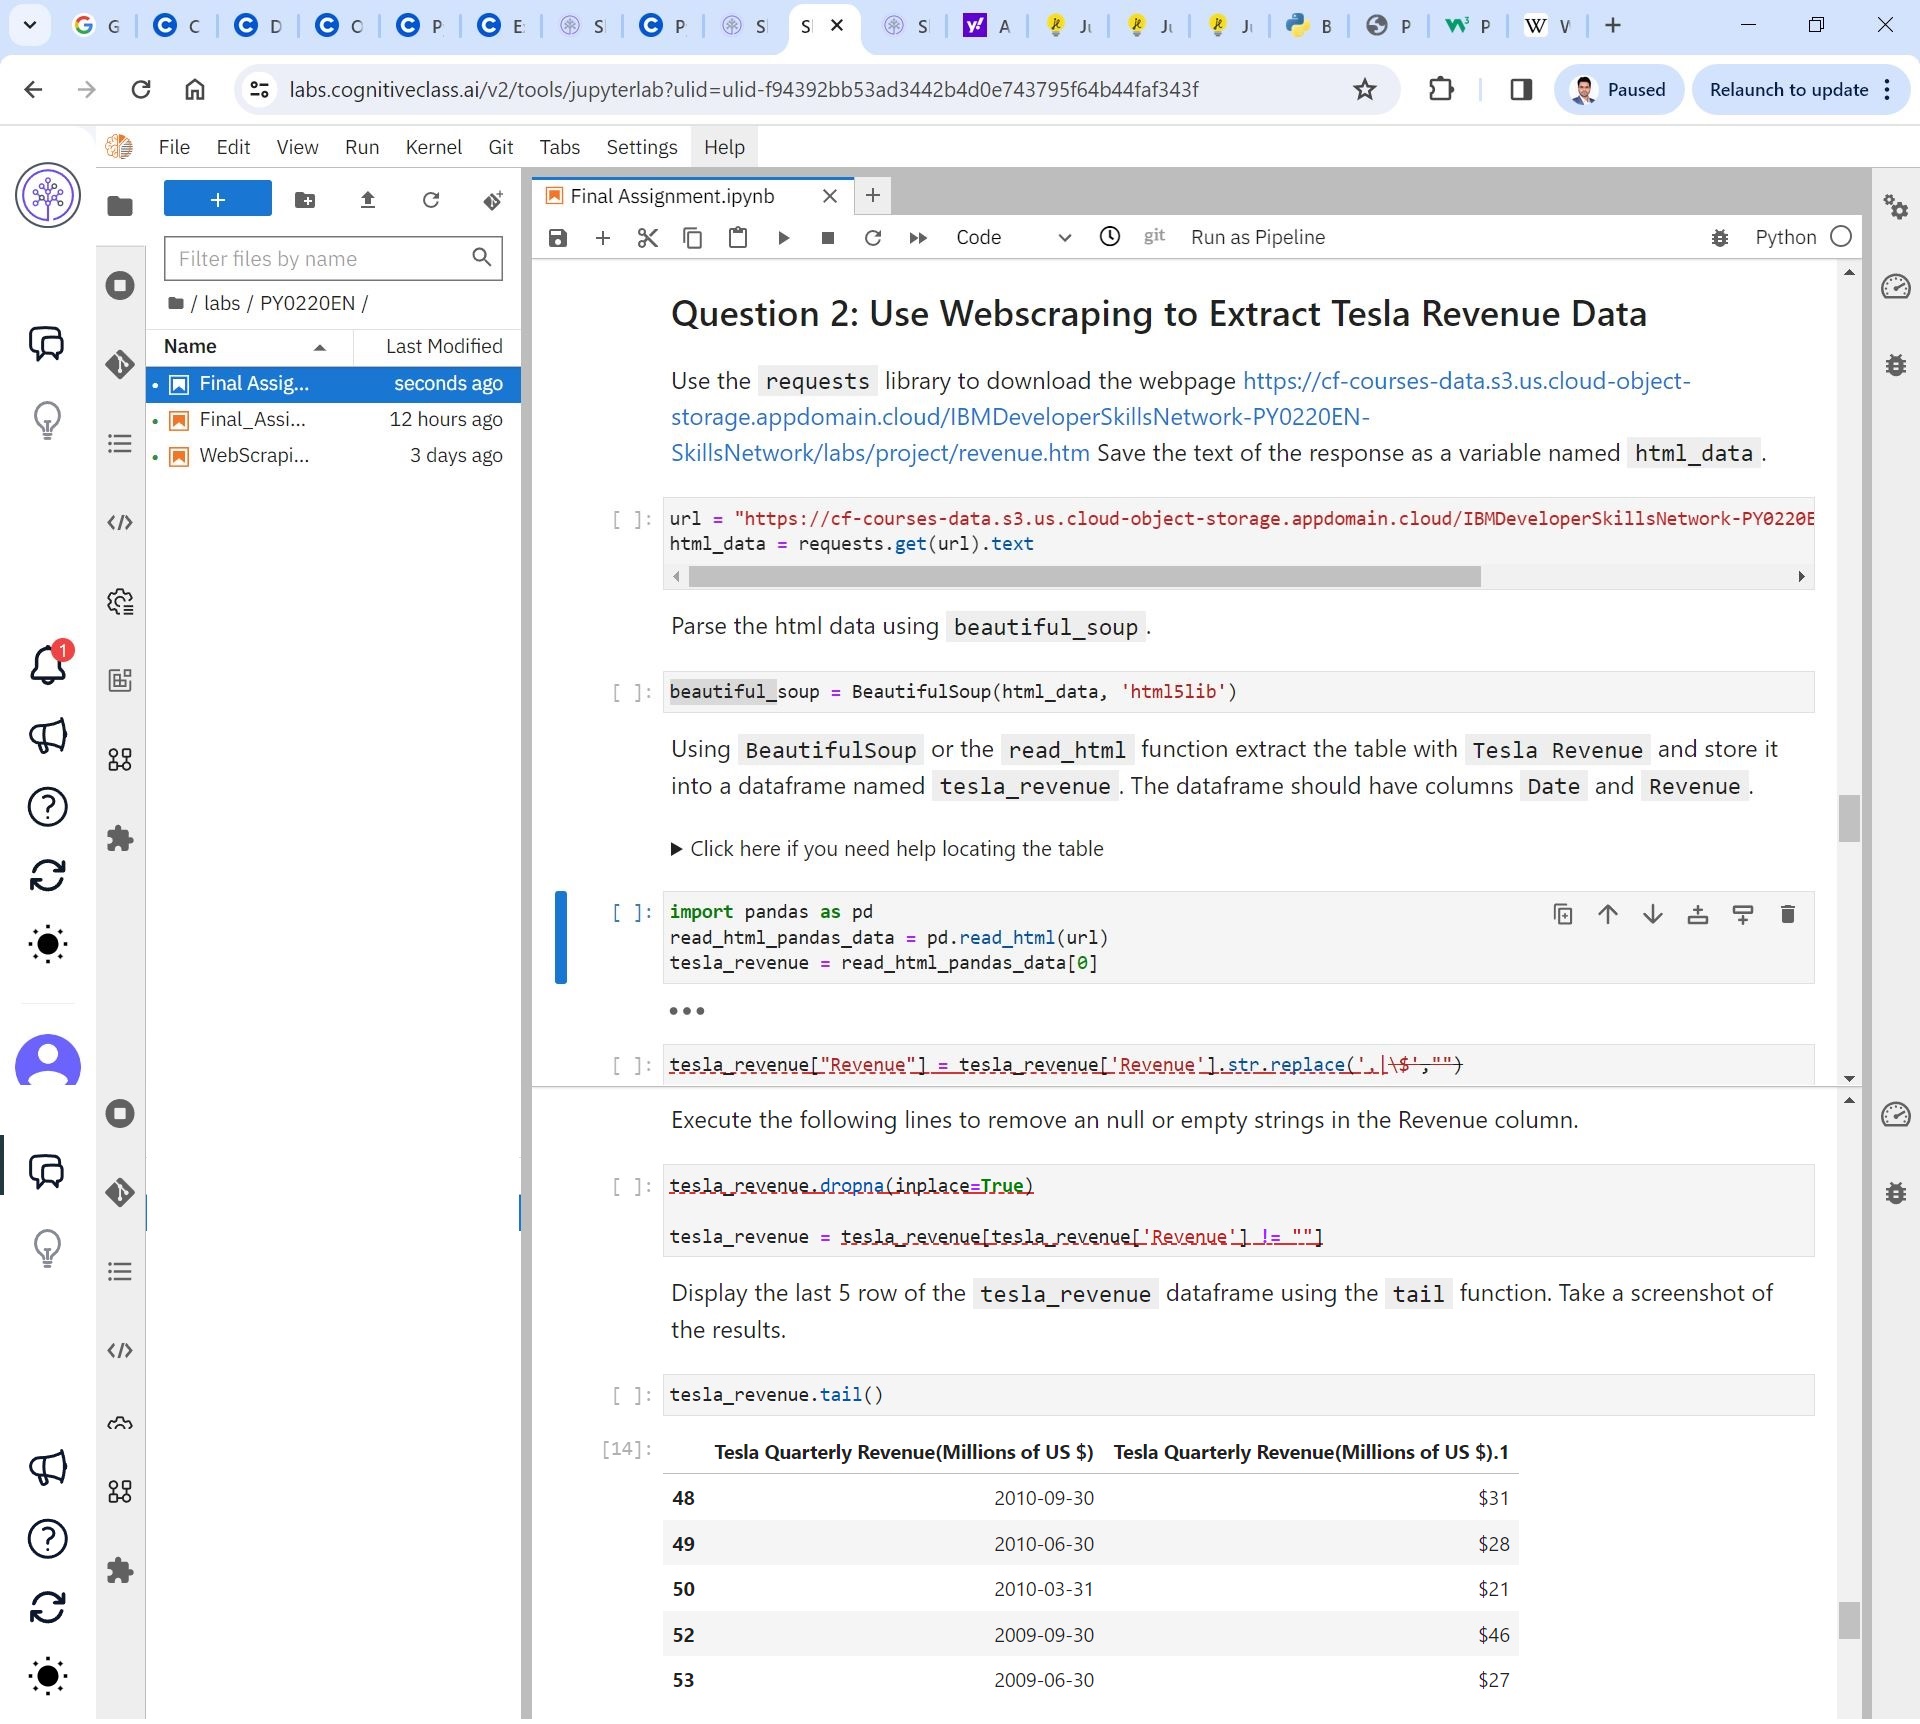 G
C
D
O
P
E
S
P
S
S
S
A
Ju
Ju
Ju
B
P
P
W
labs.cognitiveclass.ai/v2/tools/jupyterlab?ulid=ulid-f94392bb53ad3442b4d0e743795f64b44faf343f
Paused
Relaunch to update
File Edit View Run Kernel Git Tabs Settings Help
Final Assignment.ipynb
Code
git
Run as Pipeline
Python
Filter files by name
/ labs / PY0220EN /
Name Last Modified
Final Assig... seconds ago
Final_Assi... 12 hours ago
WebScrapi... 3 days ago
1
Question 2: Use Webscraping to Extract Tesla Revenue Data
Use the requests library to download the webpage https://cf-courses-data.s3.us.cloud-object-
storage.appdomain.cloud/IBMDeveloperSkillsNetwork-PY0220EN-
SkillsNetwork/labs/project/revenue.htm Save the text of the response as a variable named html_data .
[ ]: url = "https://cf-courses-data.s3.us.cloud-object-storage.appdomain.cloud/IBMDeveloperSkillsNetwork-PY0220E
html_data = requests.get(url).text
Parse the html data using beautiful_soup .
[ ]: beautiful_soup = BeautifulSoup(html_data, 'html5lib')
Using BeautifulSoup or the read_html function extract the table with Tesla Revenue and store it
into a dataframe named tesla_revenue . The dataframe should have columns Date and Revenue .
Click here if you need help locating the table
[ ]: import pandas as pd
read_html_pandas_data = pd.read_html(url)
tesla_revenue = read_html_pandas_data[0]
[ ]: tesla_revenue["Revenue"] = tesla_revenue['Revenue'].str.replace(',|\$',"")
Execute the following lines to remove an null or empty strings in the Revenue column.
[ ]: tesla_revenue.dropna(inplace=True)
tesla_revenue = tesla_revenue[tesla_revenue['Revenue'] != ""]
Display the last 5 row of the tesla_revenue dataframe using the tail function. Take a screenshot of
the results.
[ ]: tesla_revenue.tail()
[14]: Tesla Quarterly Revenue(Millions of US $) Tesla Quarterly Revenue(Millions of US $).1
48 2010-09-30 $31
49 2010-06-30 $28
50 2010-03-31 $21
52 2009-09-30 $46
53 2009-06-30 $27